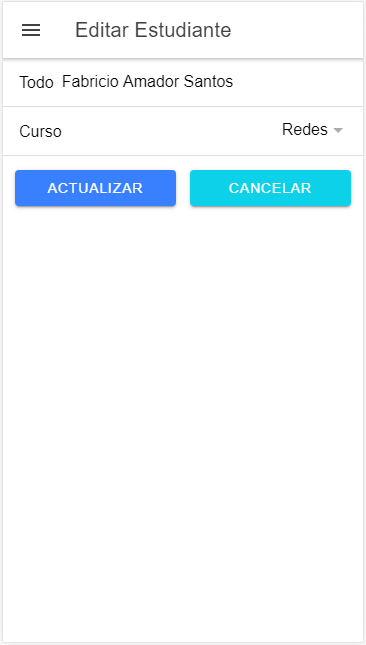 Editar Estudiante
Todo Fabricio Amador Santos
Curso Redes
ACTUALIZAR CANCELAR